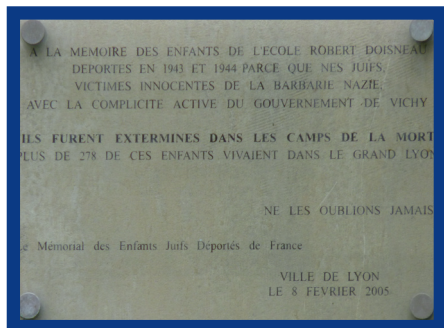 A LA MEMOIRE DES ENFANTS DE L'ECOLE ROBERT DOISNEAU
DEPORTES EN 1943 ET 1944 PARCE QUE NES JUIFS,
VICTIMES INNOCENTES DE LA BARBARIE NAZIE,
AVEC LA COMPLICITE ACTIVE DU GOUVERNEMENT DE VICHY
ILS FURENT EXTERMINES DANS LES CAMPS DE LA MORT
PLUS DE 278 DE CES ENFANTS VIVAIENT DANS LE GRAND LYON
NE LES OUBLIONS JAMAIS
Le Mémorial des Enfants Juifs Déportés de France
VILLE DE LYON
LE 8 FEVRIER 2005